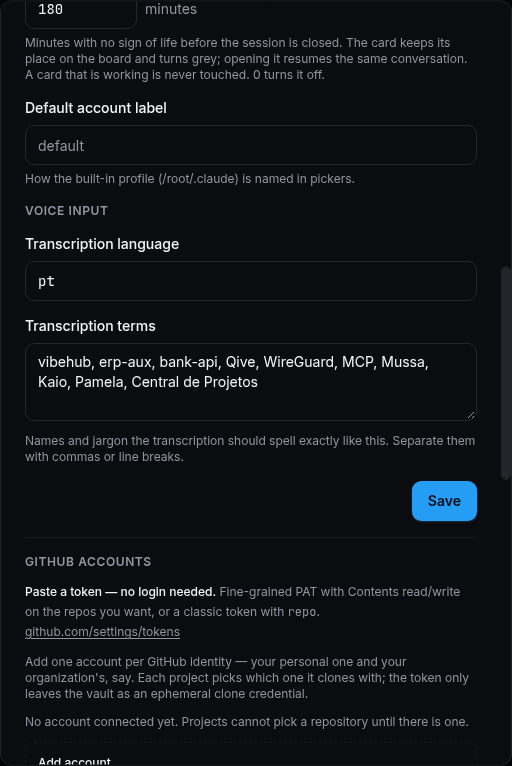 180 minutes
Minutes with no sign of life before the session is closed. The card keeps its
place on the board and turns grey; opening it resumes the same conversation.
A card that is working is never touched. 0 turns it off.
Default account label
default
How the built-in profile (/root/.claude) is named in pickers.
VOICE INPUT
Transcription language
pt
Transcription terms
vibehub, erp-aux, bank-api, Qive, WireGuard, MCP, Mussa,
Kaio, Pamela, Central de Projetos
Names and jargon the transcription should spell exactly like this. Separate them
with commas or line breaks.
Save
GITHUB ACCOUNTS
Paste a token — no login needed. Fine-grained PAT with Contents read/write
on the repos you want, or a classic token with repo.
github.com/settings/tokens
Add one account per GitHub identity — your personal one and your
organization's, say. Each project picks which one it clones with; the token only
leaves the vault as an ephemeral clone credential.
No account connected yet. Projects cannot pick a repository until there is one.
Add account